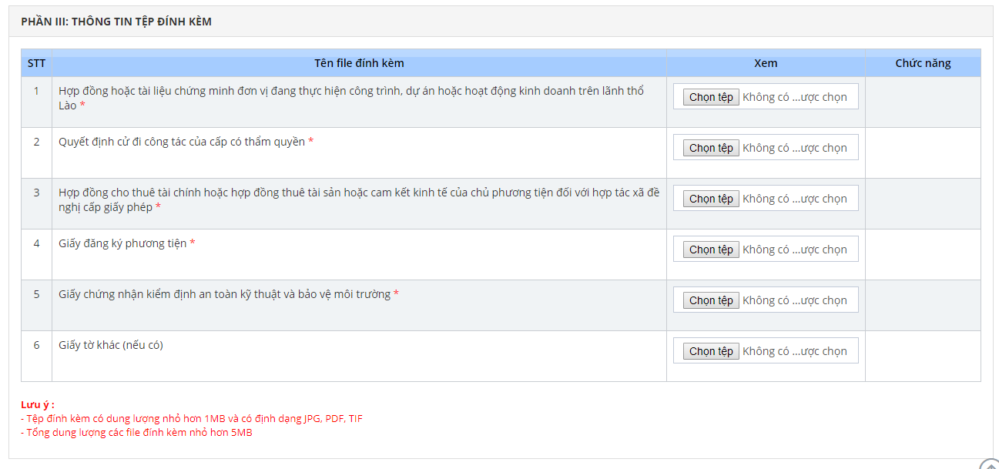 PHẦN III: THÔNG TIN TỆP ĐÍNH KÈM
STT Tên file đính kèm Xem Chức năng
1 Hợp đồng hoặc tài liệu chứng minh đơn vị đang thực hiện công trình, dự án hoặc hoạt động kinh doanh trên lãnh thổ
Lào * Chọn tệp Không có ...ược chọn
2 Quyết định cử đi công tác của cấp có thẩm quyền * Chọn tệp Không có ...ược chọn
3 Hợp đồng cho thuê tài chính hoặc hợp đồng thuê tài sản hoặc cam kết kinh tế của chủ phương tiện đối với hợp tác xã đề
nghị cấp giấy phép * Chọn tệp Không có ...ược chọn
4 Giấy đăng ký phương tiện * Chọn tệp Không có ...ược chọn
5 Giấy chứng nhận kiểm định an toàn kỹ thuật và bảo vệ môi trường * Chọn tệp Không có ...ược chọn
6 Giấy tờ khác (nếu có) Chọn tệp Không có ...ược chọn
Lưu ý :
- Tệp đính kèm có dung lượng nhỏ hơn 1MB và có định dạng JPG, PDF, TIF
- Tổng dung lượng các file đính kèm nhỏ hơn 5MB